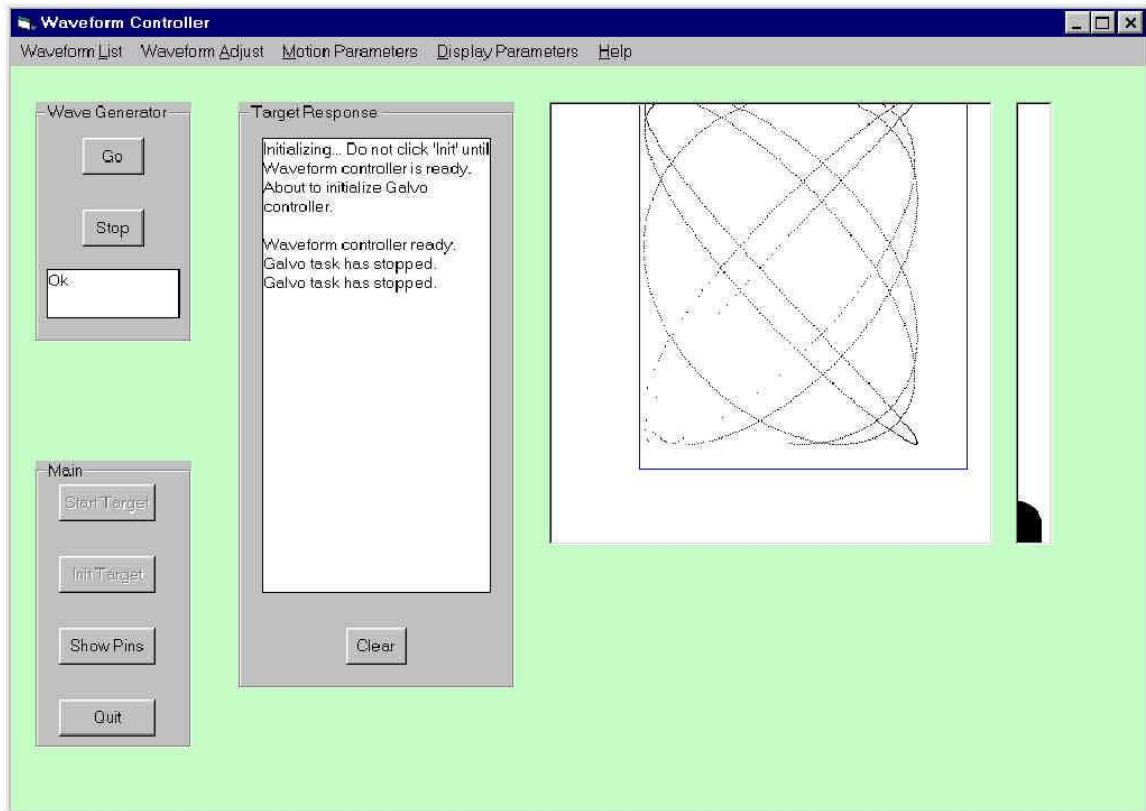 Waveform Controller
Waveform List Waveform Adjust Motion Parameters Display Parameters Help
Wave Generator
Go
Stop
Ok
Target Response
Initializing... Do not click 'Init' until
Waveform controller is ready.
About to initialize Galvo
controller.
Waveform controller ready.
Galvo task has stopped.
Galvo task has stopped.
Clear
Main
Start Target
Init Target
Show Pins
Quit